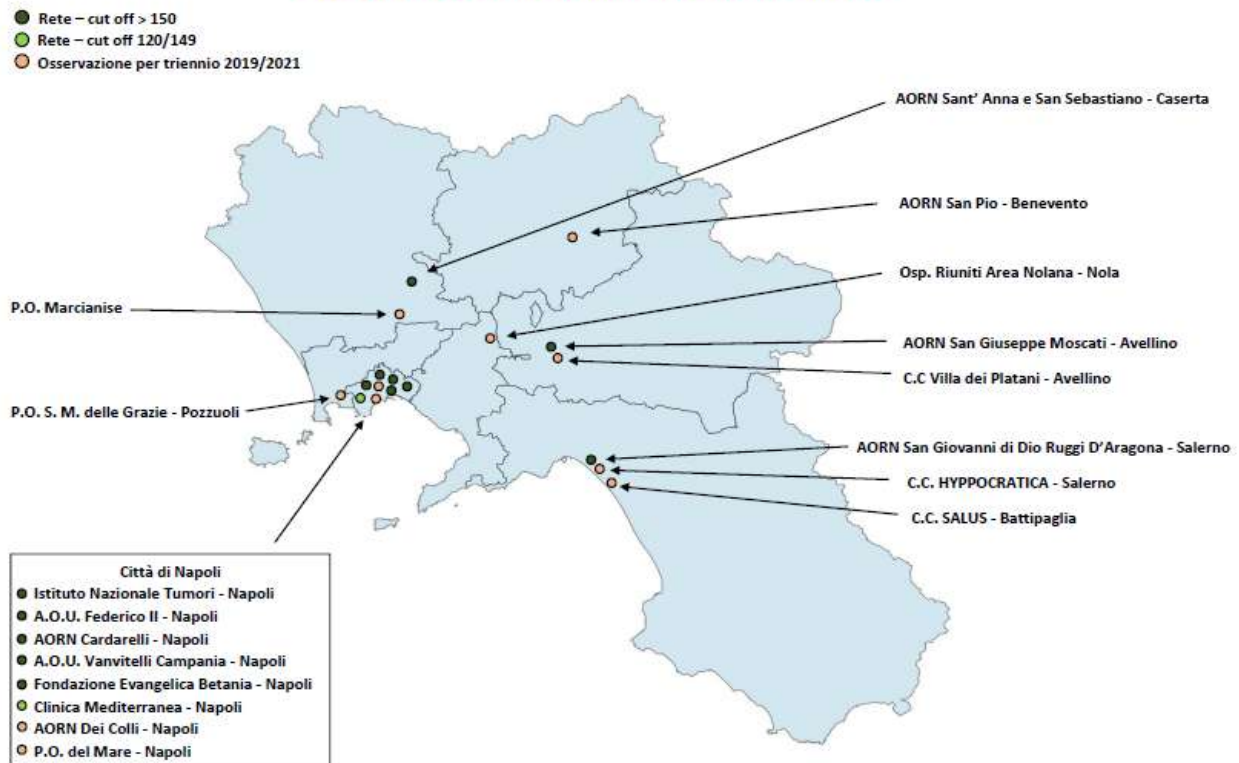 Rete – cut off > 150
Rete – cut off 120/149
Osservazione per triennio 2019/2021
AORN Sant’ Anna e San Sebastiano - Caserta
AORN San Pio - Benevento
Osp. Riuniti Area Nolana - Nola
P.O. Marcianise
AORN San Giuseppe Moscati - Avellino
C.C Villa dei Platani - Avellino
P.O. S. M. delle Grazie - Pozzuoli
AORN San Giovanni di Dio Ruggi D’Aragona - Salerno
C.C. HYPPOCRATICA - Salerno
C.C. SALUS - Battipaglia
Città di Napoli
Istituto Nazionale Tumori - Napoli
A.O.U. Federico II - Napoli
AORN Cardarelli - Napoli
A.O.U. Vanvitelli Campania - Napoli
Fondazione Evangelica Betania - Napoli
Clinica Mediterranea - Napoli
AORN Dei Colli - Napoli
P.O. del Mare - Napoli